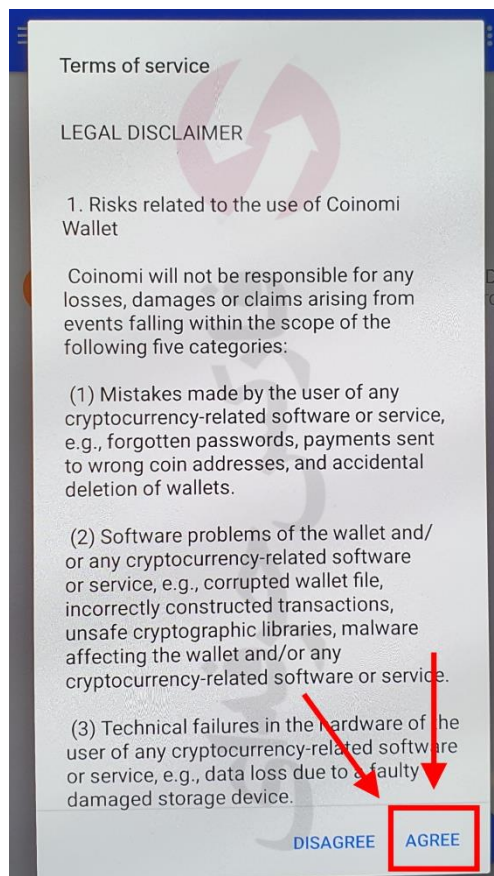 Terms of service
LEGAL DISCLAIMER
1. Risks related to the use of Coinomi
Wallet
Coinomi will not be responsible for any
losses, damages or claims arising from
events falling within the scope of the
following five categories:
(1) Mistakes made by the user of any
cryptocurrency-related software or service,
e.g., forgotten passwords, payments sent
to wrong coin addresses, and accidental
deletion of wallets.
(2) Software problems of the wallet and/
or any cryptocurrency-related software
or service, e.g., corrupted wallet file,
incorrectly constructed transactions,
unsafe cryptographic libraries, malware
affecting the wallet and/or any
cryptocurrency-related software or service.
(3) Technical failures in the hardware of the
user of any cryptocurrency-related software
or service, e.g., data loss due to a faulty
damaged storage device.
DISAGREE AGREE